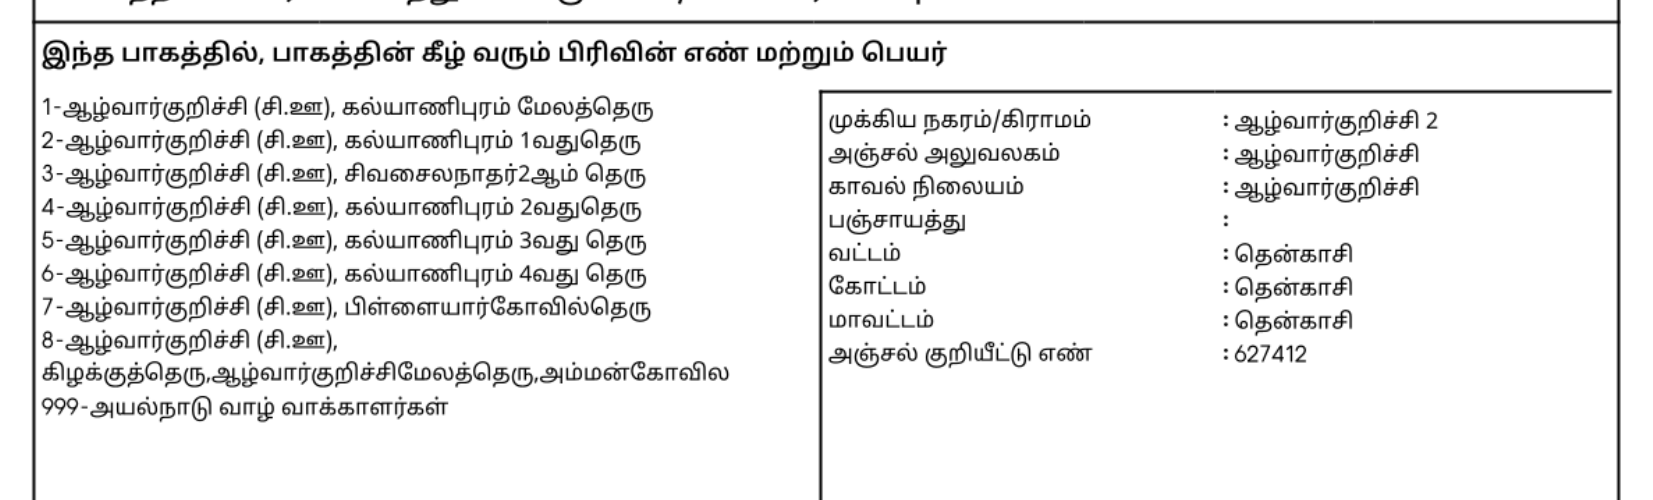 இந்த பாகத்தில், பாகத்தின் கீழ் வரும் பிரிவின் எண் மற்றும் பெயர்
1-ஆழ்வார்குறிச்சி (சி.ஊ), கல்யாணிபுரம் மேலத்தெரு
2-ஆழ்வார்குறிச்சி (சி.ஊ), கல்யாணிபுரம் 1வதுதெரு
3-ஆழ்வார்குறிச்சி (சி.ஊ), சிவசைலநாதர்2ஆம் தெரு
4-ஆழ்வார்குறிச்சி (சி.ஊ), கல்யாணிபுரம் 2வதுதெரு
5-ஆழ்வார்குறிச்சி (சி.ஊ), கல்யாணிபுரம் 3வது தெரு
6-ஆழ்வார்குறிச்சி (சி.ஊ), கல்யாணிபுரம் 4வது தெரு
7-ஆழ்வார்குறிச்சி (சி.ஊ), பிள்ளையார்கோவில்தெரு
8-ஆழ்வார்குறிச்சி (சி.ஊ),
கிழக்குத்தெரு,ஆழ்வார்குறிச்சிமேலத்தெரு,அம்மன்கோவில
999-அயல்நாடு வாழ் வாக்காளர்கள்
முக்கிய நகரம்/கிராமம் : ஆழ்வார்குறிச்சி 2
அஞ்சல் அலுவலகம் : ஆழ்வார்குறிச்சி
காவல் நிலையம் : ஆழ்வார்குறிச்சி
பஞ்சாயத்து :
வட்டம் : தென்காசி
கோட்டம் : தென்காசி
மாவட்டம் : தென்காசி
அஞ்சல் குறியீட்டு எண் : 627412